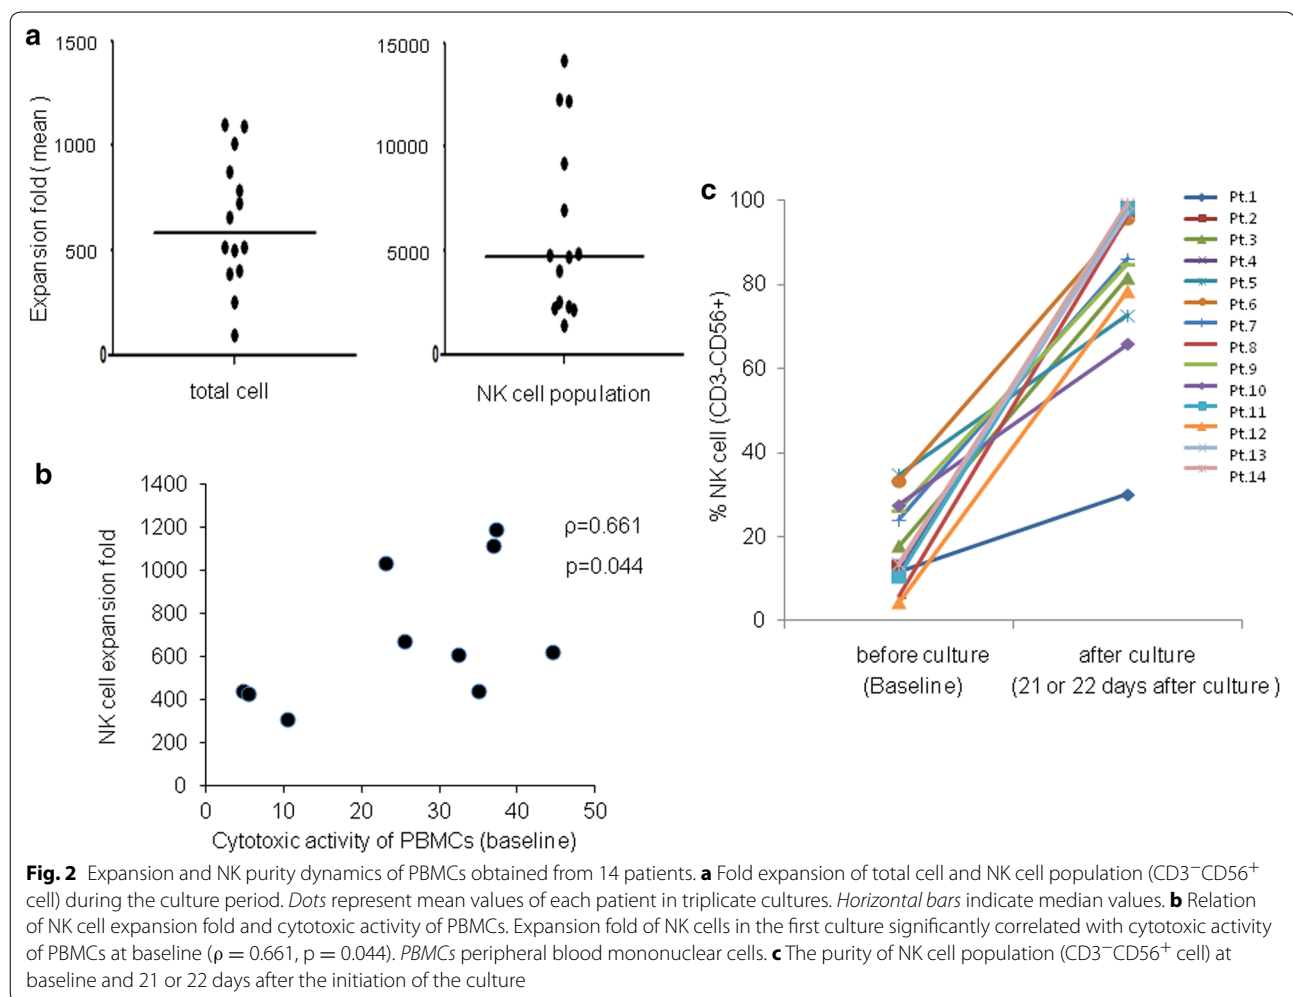 a
1500
1000
500
0
Expansion fold ( mean )
total cell
15000
10000
5000
0
NK cell population
b
1400
1200
1000
800
600
400
200
0
NK cell expansion fold
ρ=0.661
p=0.044
0 10 20 30 40 50
Cytotoxic activity of PBMCs (baseline)
c
100
80
60
40
20
0
% NK cell (CD3-CD56+)
before culture
(Baseline)
after culture
(21 or 22 days after culture )
Pt.1
Pt.2
Pt.3
Pt.4
Pt.5
Pt.6
Pt.7
Pt.8
Pt.9
Pt.10
Pt.11
Pt.12
Pt.13
Pt.14
Fig. 2 Expansion and NK purity dynamics of PBMCs obtained from 14 patients. a Fold expansion of total cell and NK cell population (CD3⁻CD56⁺
cell) during the culture period. Dots represent mean values of each patient in triplicate cultures. Horizontal bars indicate median values. b Relation
of NK cell expansion fold and cytotoxic activity of PBMCs. Expansion fold of NK cells in the first culture significantly correlated with cytotoxic activity
of PBMCs at baseline (ρ = 0.661, p = 0.044). PBMCs peripheral blood mononuclear cells. c The purity of NK cell population (CD3⁻CD56⁺ cell) at
baseline and 21 or 22 days after the initiation of the culture